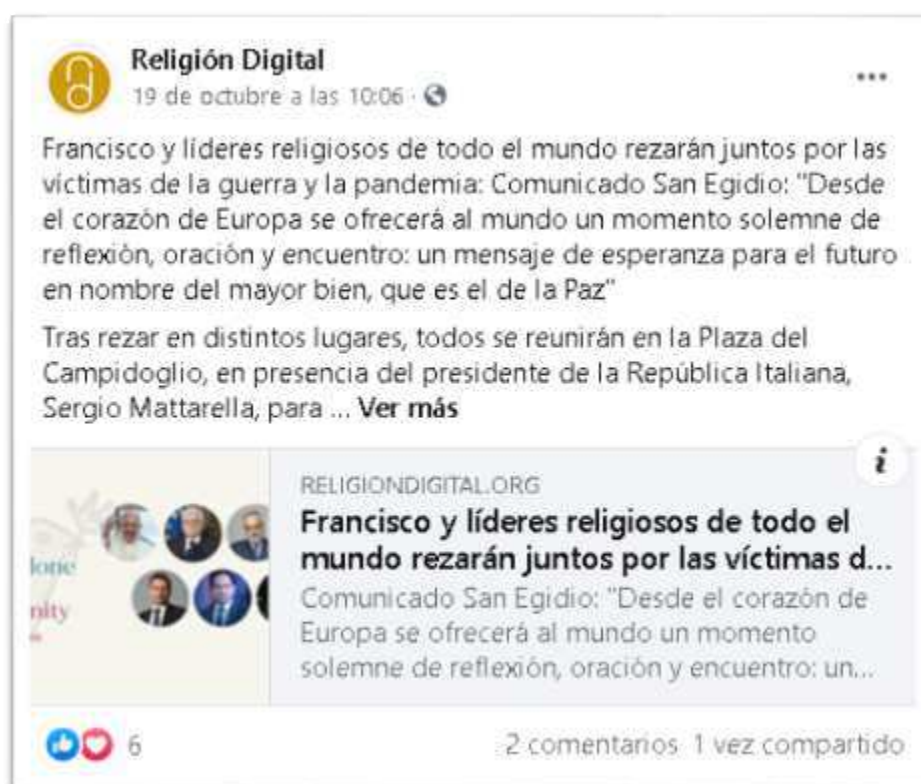 Religión Digital
19 de octubre a las 10:06 ·
Francisco y líderes religiosos de todo el mundo rezarán juntos por las
víctimas de la guerra y la pandemia: Comunicado San Egidio: "Desde
el corazón de Europa se ofrecerá al mundo un momento solemne de
reflexión, oración y encuentro: un mensaje de esperanza para el futuro
en nombre del mayor bien, que es el de la Paz"
Tras rezar en distintos lugares, todos se reunirán en la Plaza del
Campidoglio, en presencia del presidente de la República Italiana,
Sergio Mattarella, para ... Ver más
lone
nity
RELIGIONDIGITAL.ORG
Francisco y líderes religiosos de todo el
mundo rezarán juntos por las víctimas d...
Comunicado San Egidio: "Desde el corazón de
Europa se ofrecerá al mundo un momento
solemne de reflexión, oración y encuentro: un...
6
2 comentarios 1 vez compartido